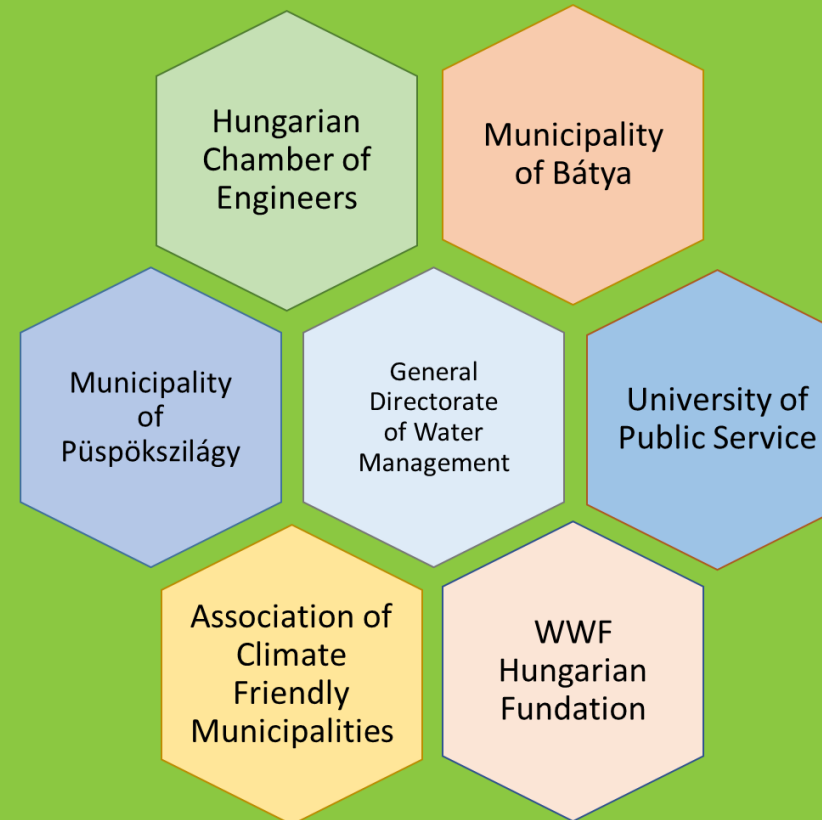 Hungarian
Chamber of
Engineers
Municipality
of Bátya
Municipality
of
Püspökszilágy
General
Directorate
of Water
Management
University of
Public Service
Association of
Climate
Friendly
Municipalities
WWF
Hungarian
Fundation